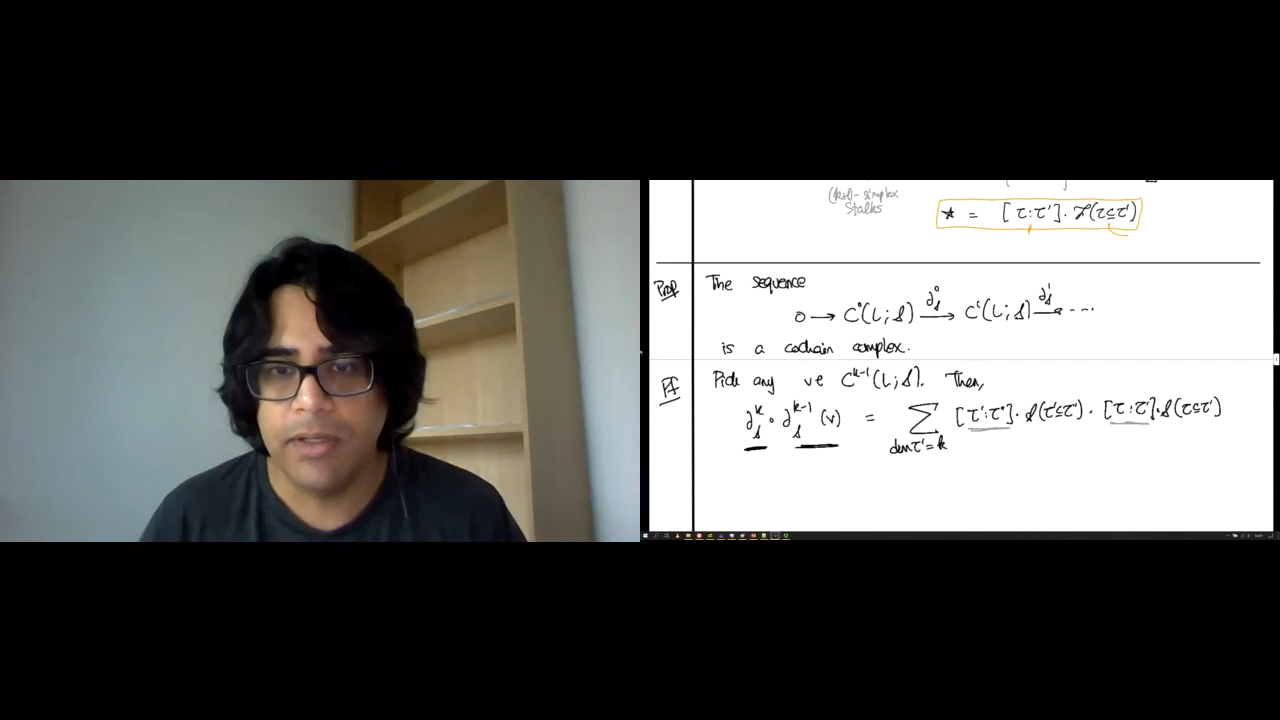 (k+1)-simplex
Stalks
* = [τ:τ']·𝓕(τ⊆τ')
Prop The sequence
0 → C⁰(L;𝒮) —∂⁰_𝒮→ C¹(L;𝒮) —∂¹_𝒮→ ...
is a cochain complex.
Pf Pick any v∈ C^{k-1}(L;𝒮). Then,
∂^k_𝒮 ∘ ∂^{k-1}_𝒮 (v) = ∑_{dim τ'=k} [τ':τ'']·𝒮(τ'⊆τ'')·[τ:τ']·𝒮(τ⊆τ')